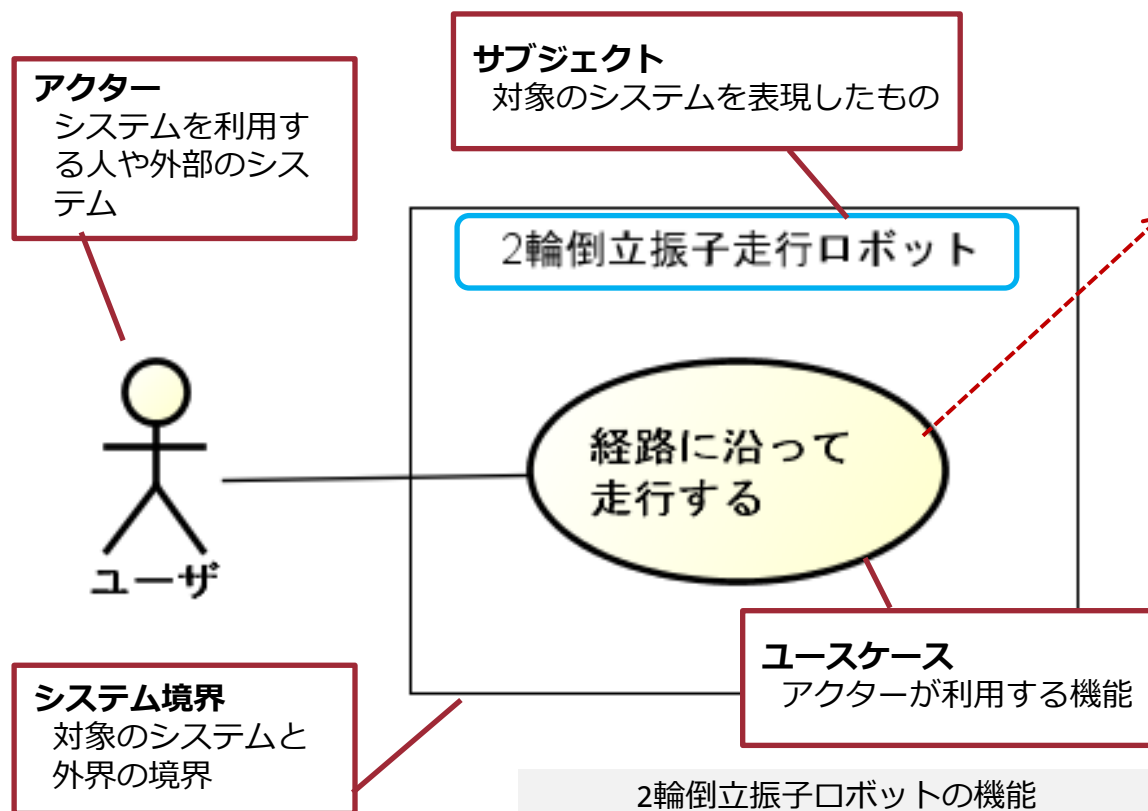 アクター
システムを利用す
る人や外部のシス
テム
サブジェクト
対象のシステムを表現したもの
2輪倒立振子走行ロボット
経路に沿って
走行する
ユーザ
ユースケース
アクターが利用する機能
システム境界
対象のシステムと
外界の境界
2輪倒立振子ロボットの機能